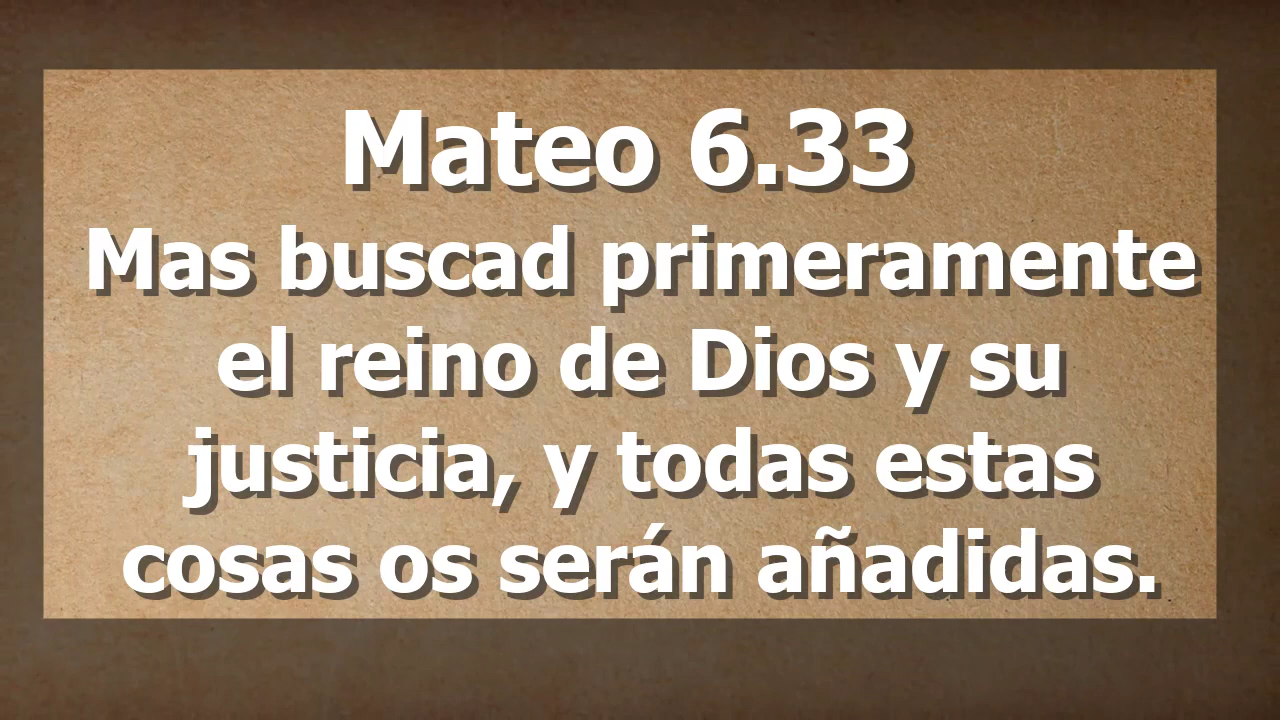 Mateo 6.33
Mas buscad primeramente
el reino de Dios y su
justicia, y todas estas
cosas os serán añadidas.